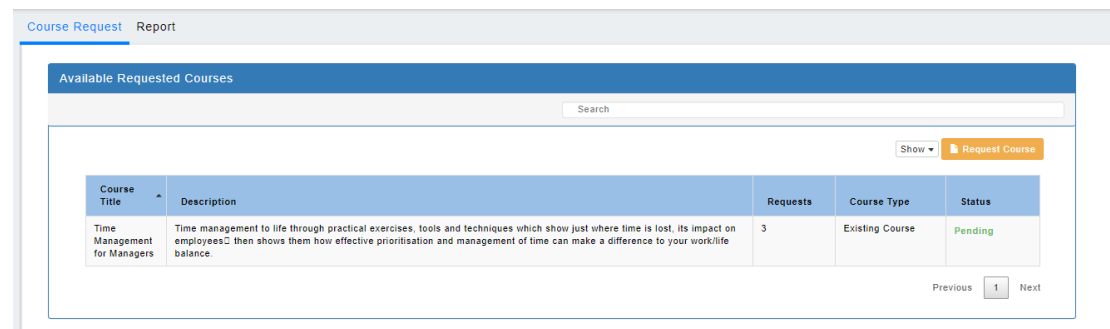 Course Request Report
Available Requested Courses
Search
Show Request Course
Course
Title Description Requests Course Type Status
Time
Management
for Managers
Time management to life through practical exercises, tools and techniques which show just where time is lost, its impact on
employees□ then shows them how effective prioritisation and management of time can make a difference to your work/life
balance.
3
Existing Course
Pending
Previous 1 Next